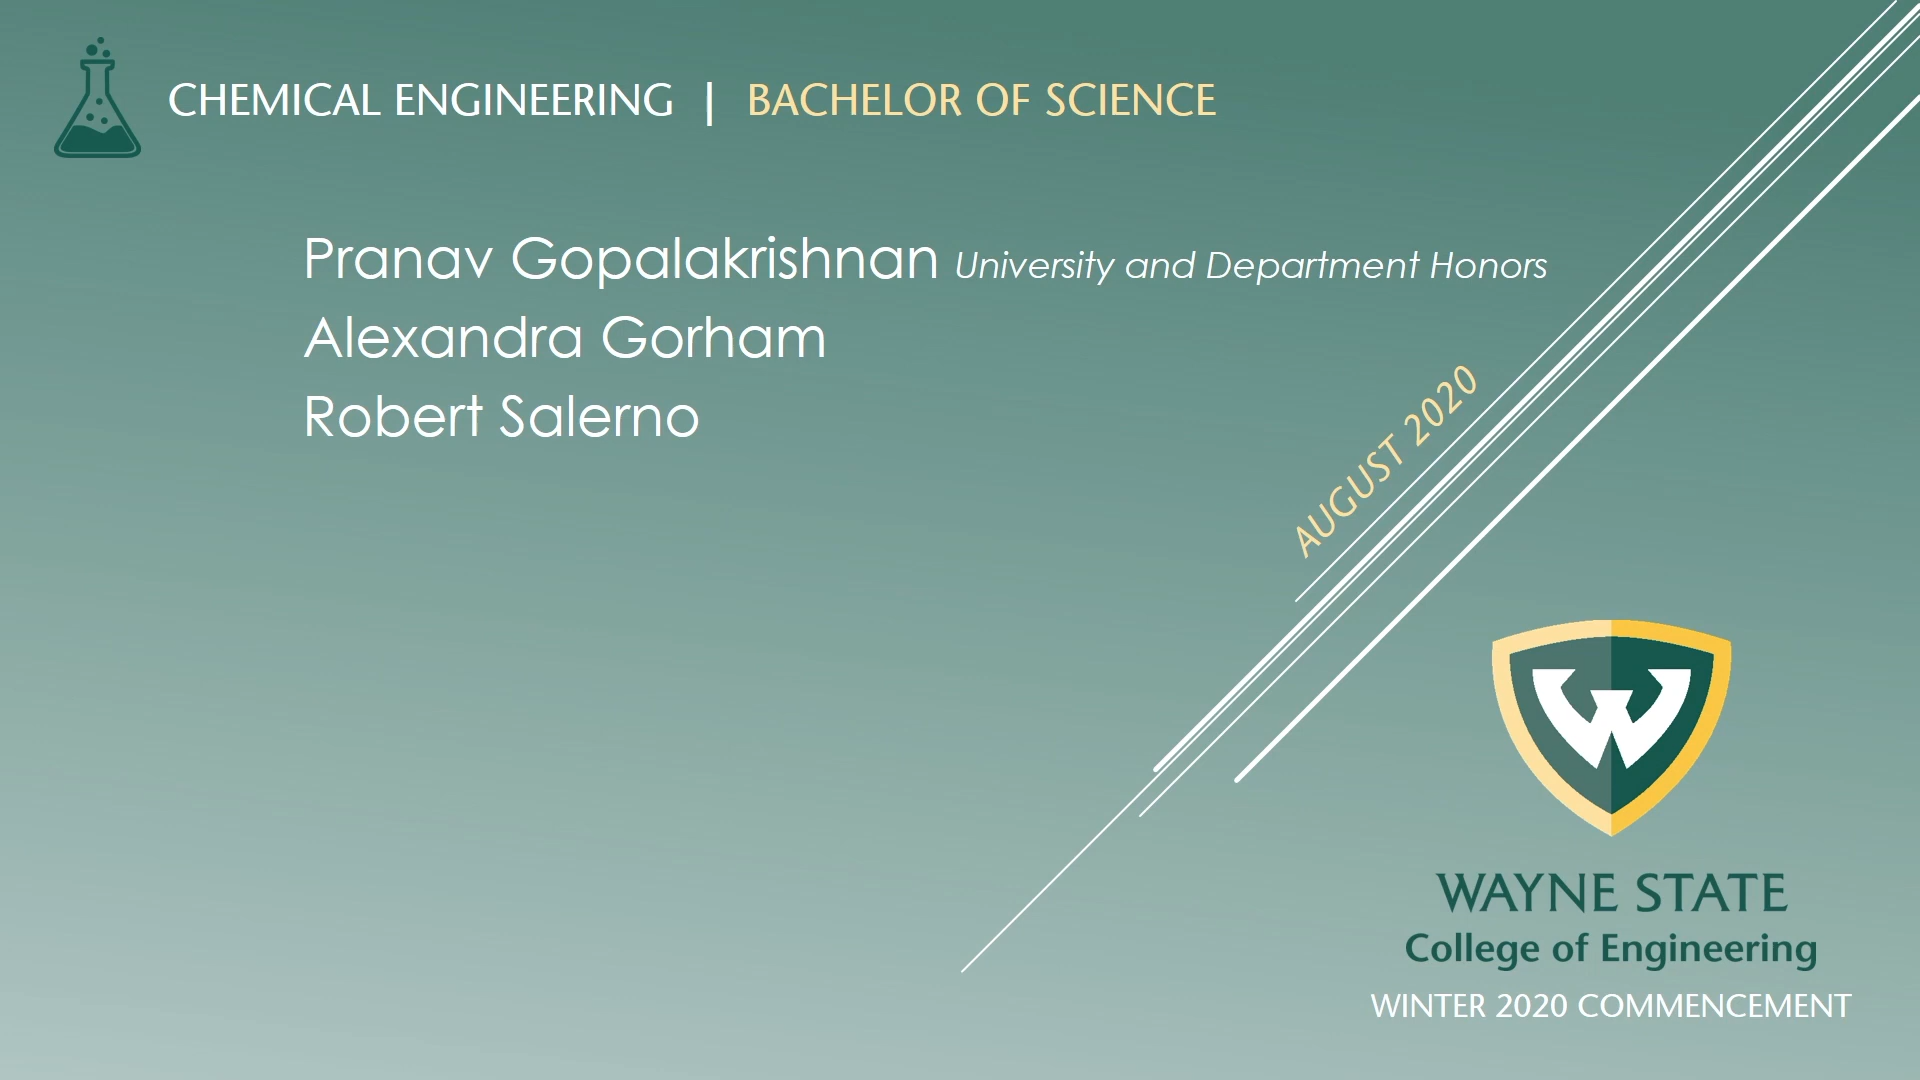 CHEMICAL ENGINEERING | BACHELOR OF SCIENCE
Pranav Gopalakrishnan University and Department Honors
Alexandra Gorham
Robert Salerno
AUGUST 2020
W
WAYNE STATE
College of Engineering
WINTER 2020 COMMENCEMENT